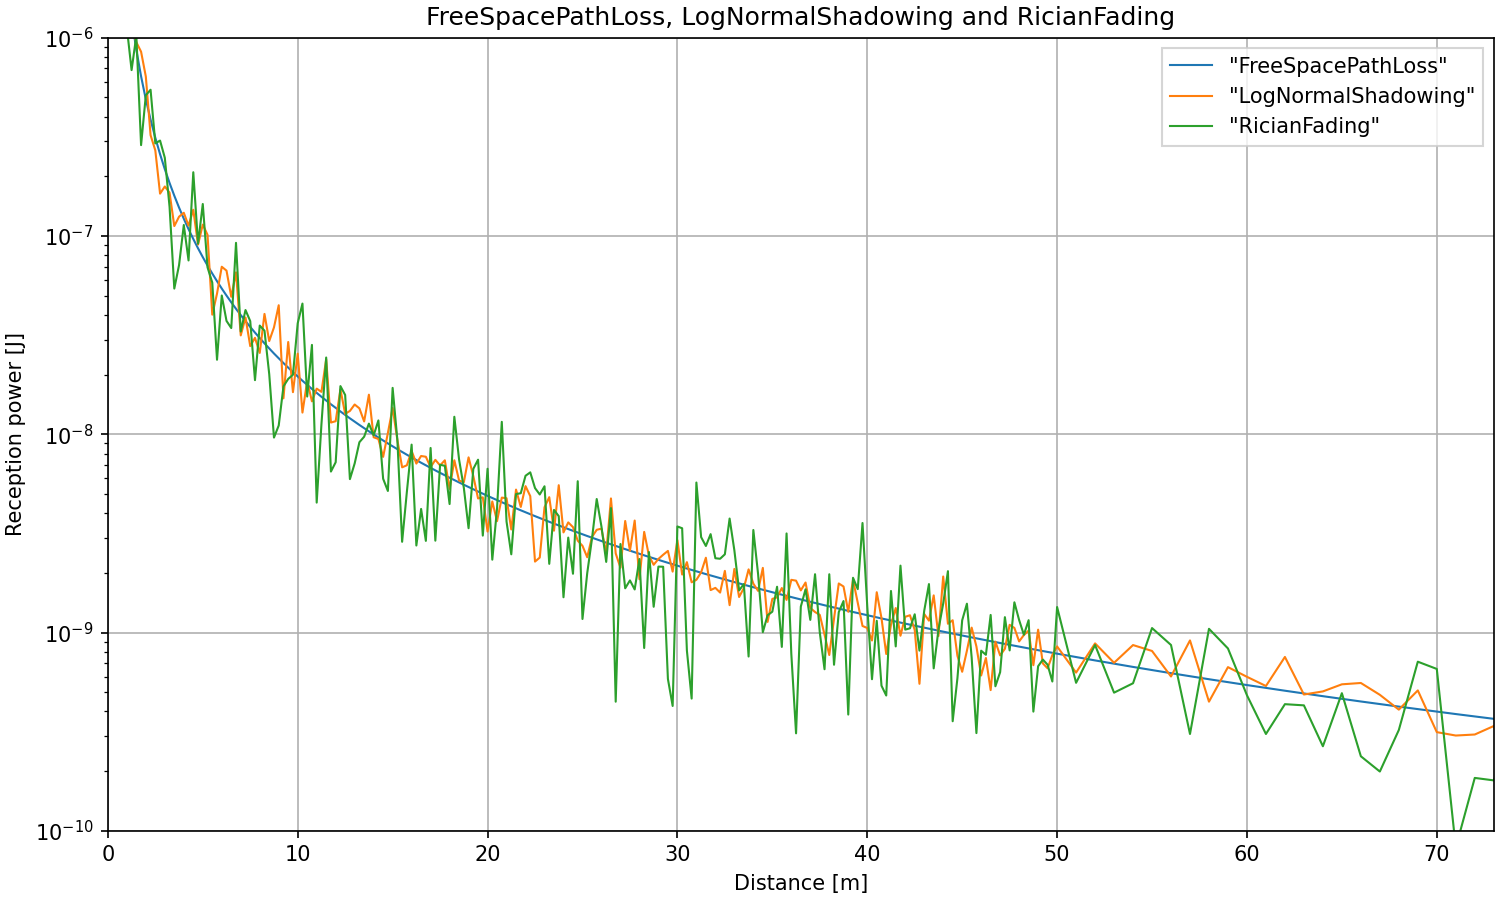 FreeSpacePathLoss, LogNormalShadowing and RicianFading
"FreeSpacePathLoss"
"LogNormalShadowing"
"RicianFading"
Reception power [J]
10⁻⁶
10⁻⁷
10⁻⁸
10⁻⁹
10⁻¹⁰
0 10 20 30 40 50 60 70
Distance [m]